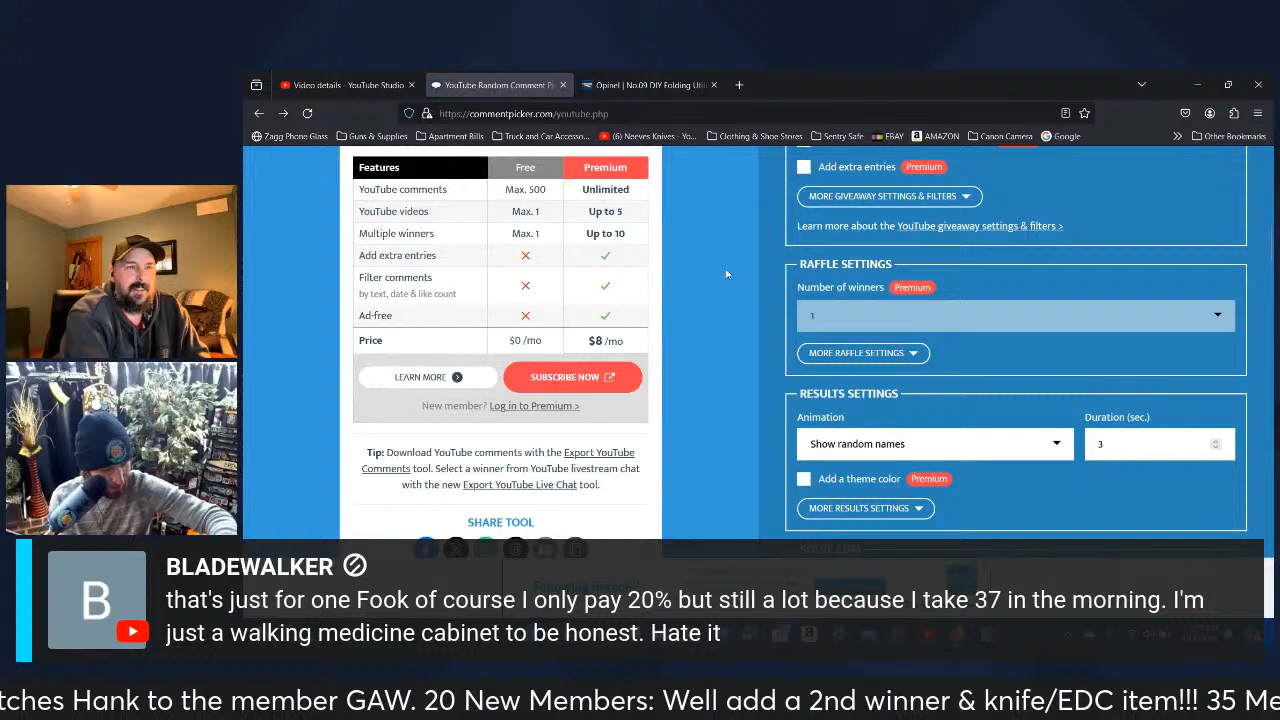 Video details - YouTube Studio
YouTube Random Comment Pi
Opinel | No.09 DIY Folding Util
https://commentpicker.com/youtube.php
Zagg Phone Glass
Guns & Supplies
Apartment Bills
Truck and Car Accesso...
(6) Neeves Knives - Yo...
Clothing & Shoe Stores
Sentry Safe
EBAY
AMAZON
Canon Camera
Google
Other Bookmarks
Features Free Premium
YouTube comments Max. 500 Unlimited
YouTube videos Max. 1 Up to 5
Multiple winners Max. 1 Up to 10
Add extra entries
Filter comments
by text, date & like count
Ad-free
Price $0 /mo $8 /mo
LEARN MORE
SUBSCRIBE NOW
New member? Log in to Premium >
Tip: Download YouTube comments with the Export YouTube
Comments tool. Select a winner from YouTube livestream chat
with the new Export YouTube Live Chat tool.
SHARE TOOL
Add extra entries Premium
MORE GIVEAWAY SETTINGS & FILTERS
Learn more about the YouTube giveaway settings & filters >
RAFFLE SETTINGS
Number of winners Premium
1
MORE RAFFLE SETTINGS
RESULTS SETTINGS
Animation Duration (sec.)
Show random names 3
Add a theme color Premium
MORE RESULTS SETTINGS
B
BLADEWALKER
that's just for one Fook of course I only pay 20% but still a lot because I take 37 in the morning. I'm
just a walking medicine cabinet to be honest. Hate it
tches Hank to the member GAW. 20 New Members: Well add a 2nd winner & knife/EDC item!!! 35 Me